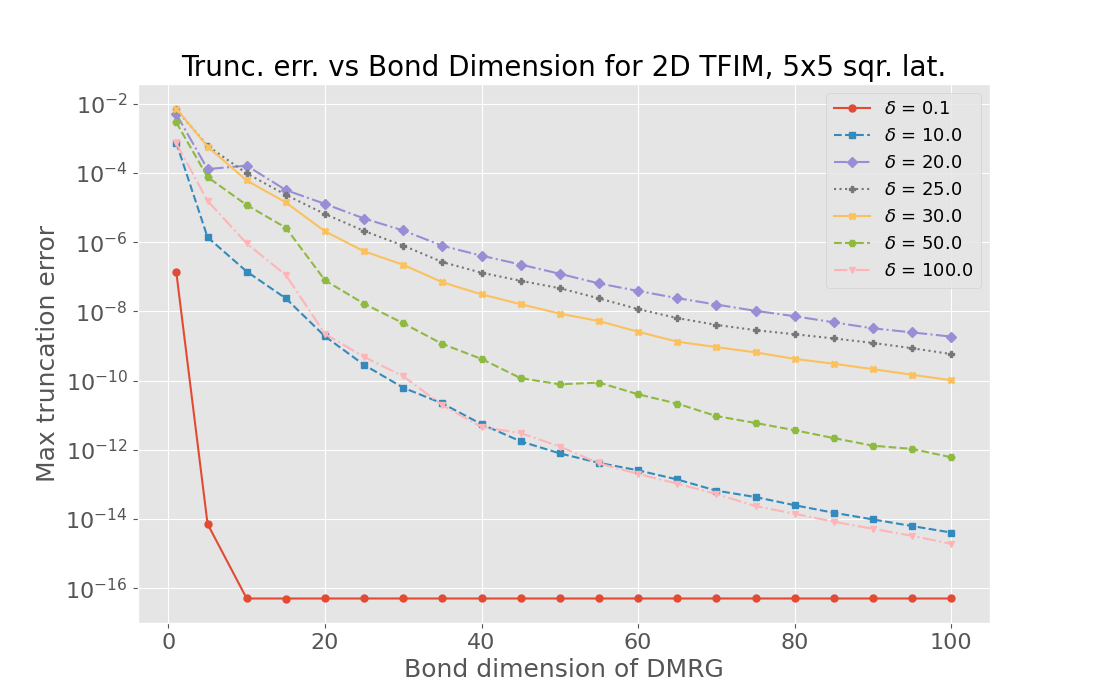 Trunc. err. vs Bond Dimension for 2D TFIM, 5x5 sqr. lat.
Max truncation error
10⁻²
10⁻⁴
10⁻⁶
10⁻⁸
10⁻¹⁰
10⁻¹²
10⁻¹⁴
10⁻¹⁶
δ = 0.1
δ = 10.0
δ = 20.0
δ = 25.0
δ = 30.0
δ = 50.0
δ = 100.0
0 20 40 60 80 100
Bond dimension of DMRG